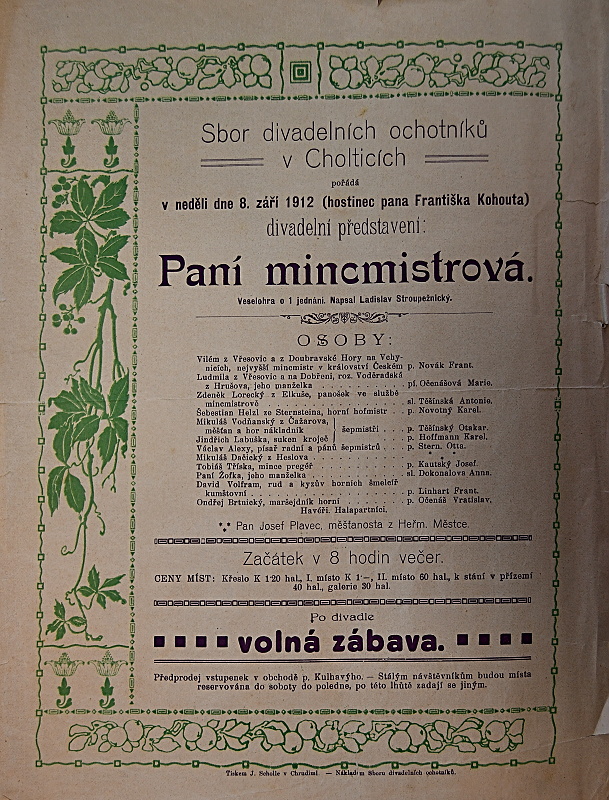 Sbor divadelních ochotníků
v Cholticích
pořádá
v neděli dne 8. září 1912 (hostinec pana Františka Kohouta)
divadelní představení:
Paní mincmistrová.
Veselohra o 1 jednání. Napsal Ladislav Stroupežnický.
OSOBY:
Vilém z Vřesovic a z Doubravské Hory na Vchy-
nicích, nejvyšší mincmistr v království Českém p. Novák Frant.
Ludmila z Vřesovic a na Dobřeni, roz. Voděradská
z Hrušova, jeho manželka . . . . . . . . . pí. Očenášová Marie.
Zdeněk Lorecký z Elkuše, panošek ve službě
mincmistrově . . . . . . . . . . . . sl. Těšínská Antonie.
Šebestian Helzl ze Sternsteina, horní hofmistr . . p. Novotný Karel.
Mikuláš Vodňanský z Čažarova,
měšťan a hor nákladník } šepmistři . . p. Těšínský Otakar.
Jindřich Labuška, suken kroječ p. Hoffmann Karel.
Václav Alexy, písař radní a pánů šepmistrů . . . p. Stern. Otta.
Mikuláš Dačický z Heslova . . . . . . . . . * * *
Tobiáš Tříska, mince pregéř . . . . . . . . p. Kautský Josef.
Paní Žofka, jeho manželka . . . . . . . . . sl. Dokonalova Anna.
David Volfram, rud a kyzův horních šmelcíř
kumštovní . . . . . . . . . . . . . p. Linhart Frant.
Ondřej Brtnický, maršejdník horní . . . . . . p. Očenáš Vratislav.
Havéři. Halapartníci.
*** Pan Josef Plavec, měšťanosta z Heřm. Městce.
Začátek v 8 hodin večer.
CENY MÍST: Křeslo K 1·20 hal., I. místo K 1·–, II. místo 60 hal., k stání v přízemí
40 hal., galerie 30 hal.
Po divadle
volná zábava.
Předprodej vstupenek v obchodě p. Kulhavýho. — Stálým návštěvníkům budou místa
reservována do soboty do poledne, po této lhůtě zadají se jiným.
Tiskem J. Scholle v Chrudimi. — Nákladem Sboru divadelních ochotníků.